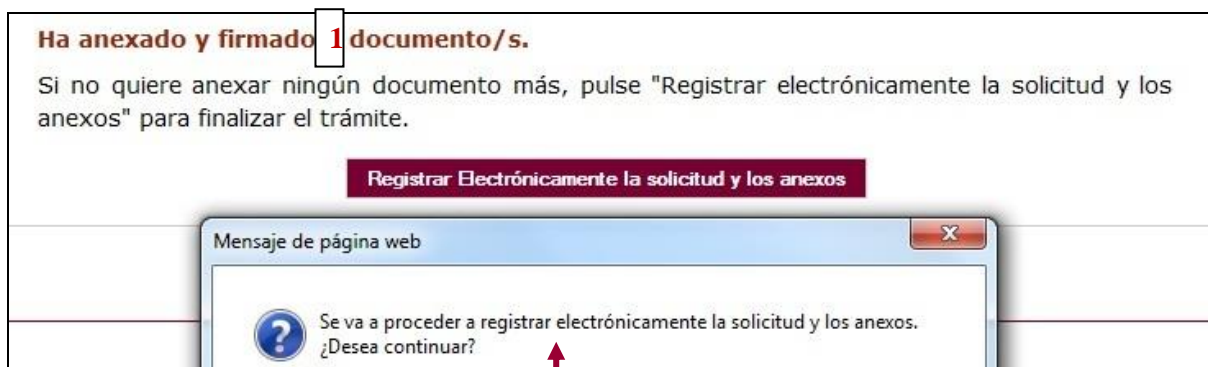 Ha anexado y firmado 1 documento/s.
Si no quiere anexar ningún documento más, pulse "Registrar electrónicamente la solicitud y los
anexos" para finalizar el trámite.
Registrar Electrónicamente la solicitud y los anexos
Mensaje de página web
Se va a proceder a registrar electrónicamente la solicitud y los anexos.
¿Desea continuar?